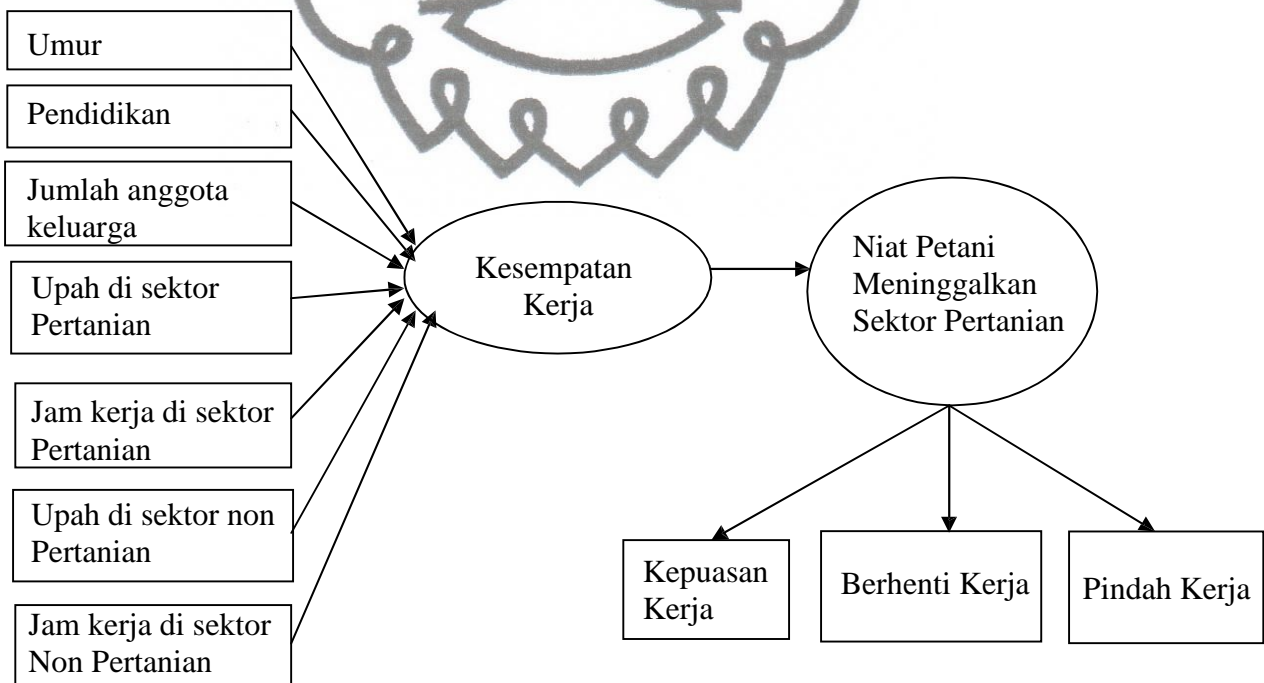 Umur
Pendidikan
Jumlah anggota
keluarga
Upah di sektor
Pertanian
Jam kerja di sektor
Pertanian
Upah di sektor non
Pertanian
Jam kerja di sektor
Non Pertanian
Kesempatan
Kerja
Niat Petani
Meninggalkan
Sektor Pertanian
Kepuasan
Kerja
Berhenti Kerja
Pindah Kerja